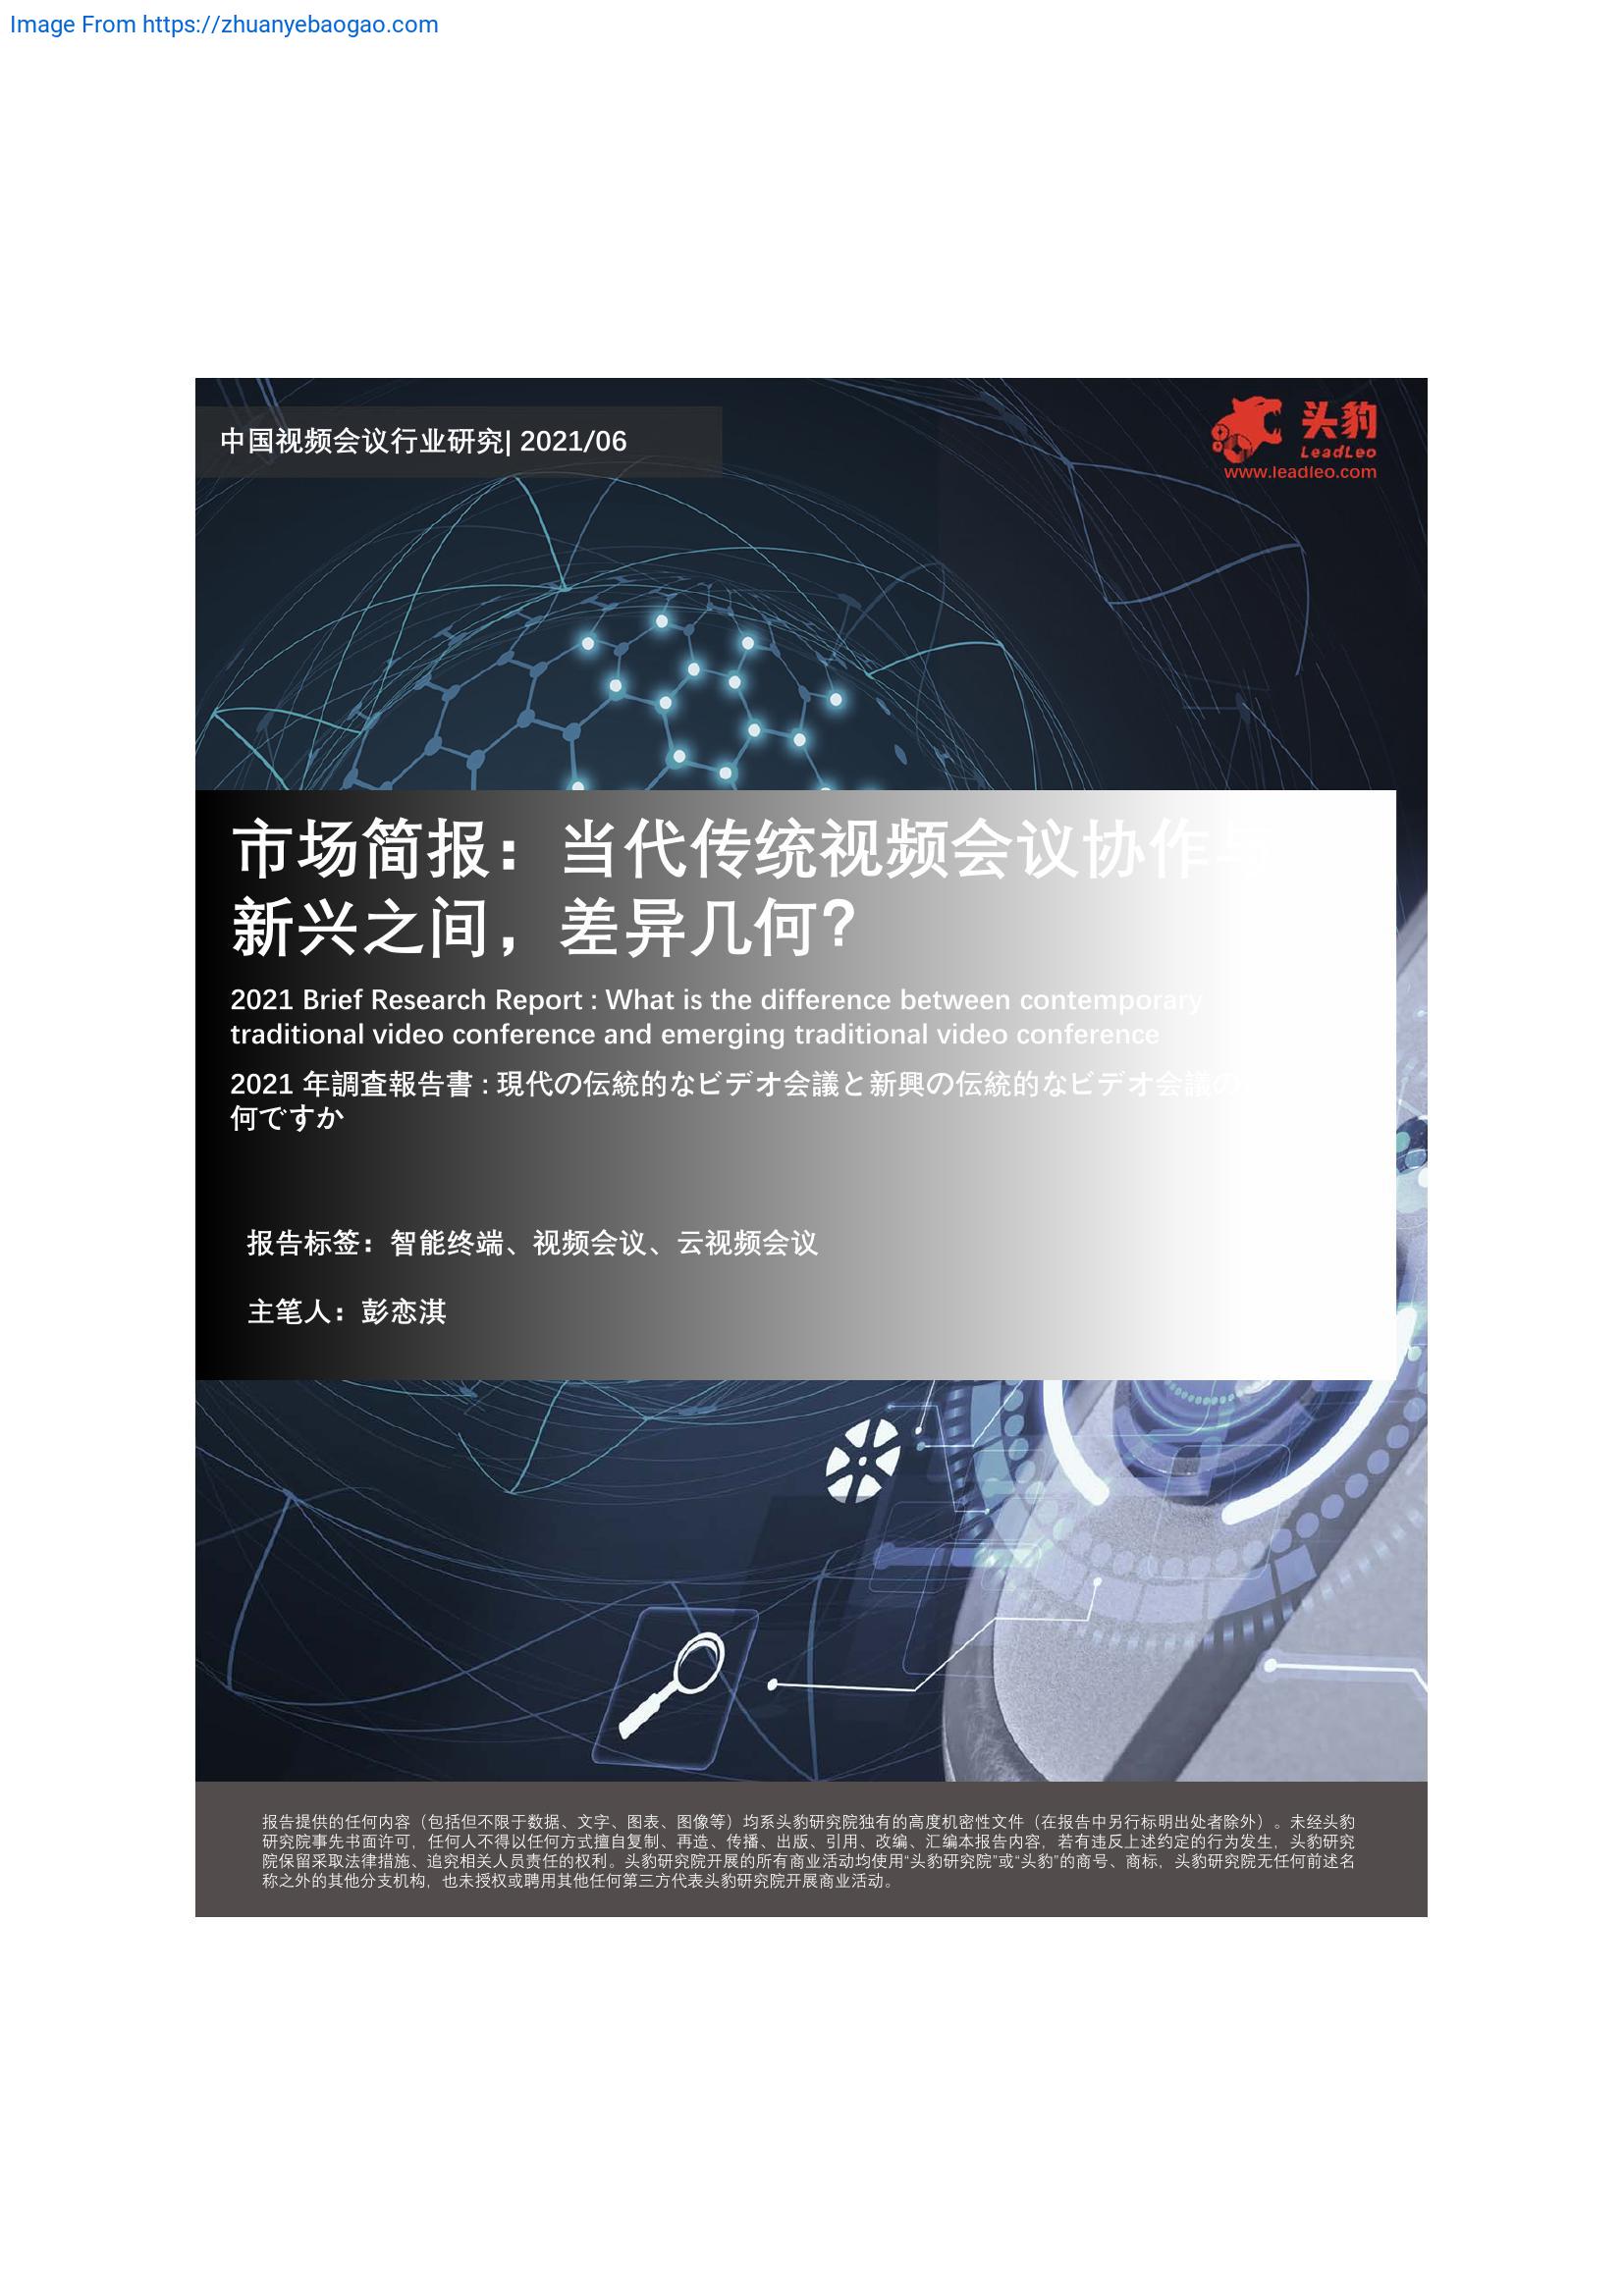 Image From https://zhuanyebaogao.com
中国视频会议行业研究| 2021/06
头豹
LeadLeo
www.leadleo.com
市场简报：当代传统视频会议协作与
新兴之间，差异几何？
2021 Brief Research Report : What is the difference between contemporary
traditional video conference and emerging traditional video conference
2021 年調査報告書 : 現代の伝統的なビデオ会議と新興の伝統的なビデオ会議の
何ですか
报告标签：智能终端、视频会议、云视频会议
主笔人：彭恋淇
报告提供的任何内容（包括但不限于数据、文字、图表、图像等）均系头豹研究院独有的高度机密性文件（在报告中另行标明出处者除外）。未经头豹
研究院事先书面许可，任何人不得以任何方式擅自复制、再造、传播、出版、引用、改编、汇编本报告内容，若有违反上述约定的行为发生，头豹研究
院保留采取法律措施、追究相关人员责任的权利。头豹研究院开展的所有商业活动均使用“头豹研究院”或“头豹”的商号、商标，头豹研究院无任何前述名
称之外的其他分支机构，也未授权或聘用其他任何第三方代表头豹研究院开展商业活动。